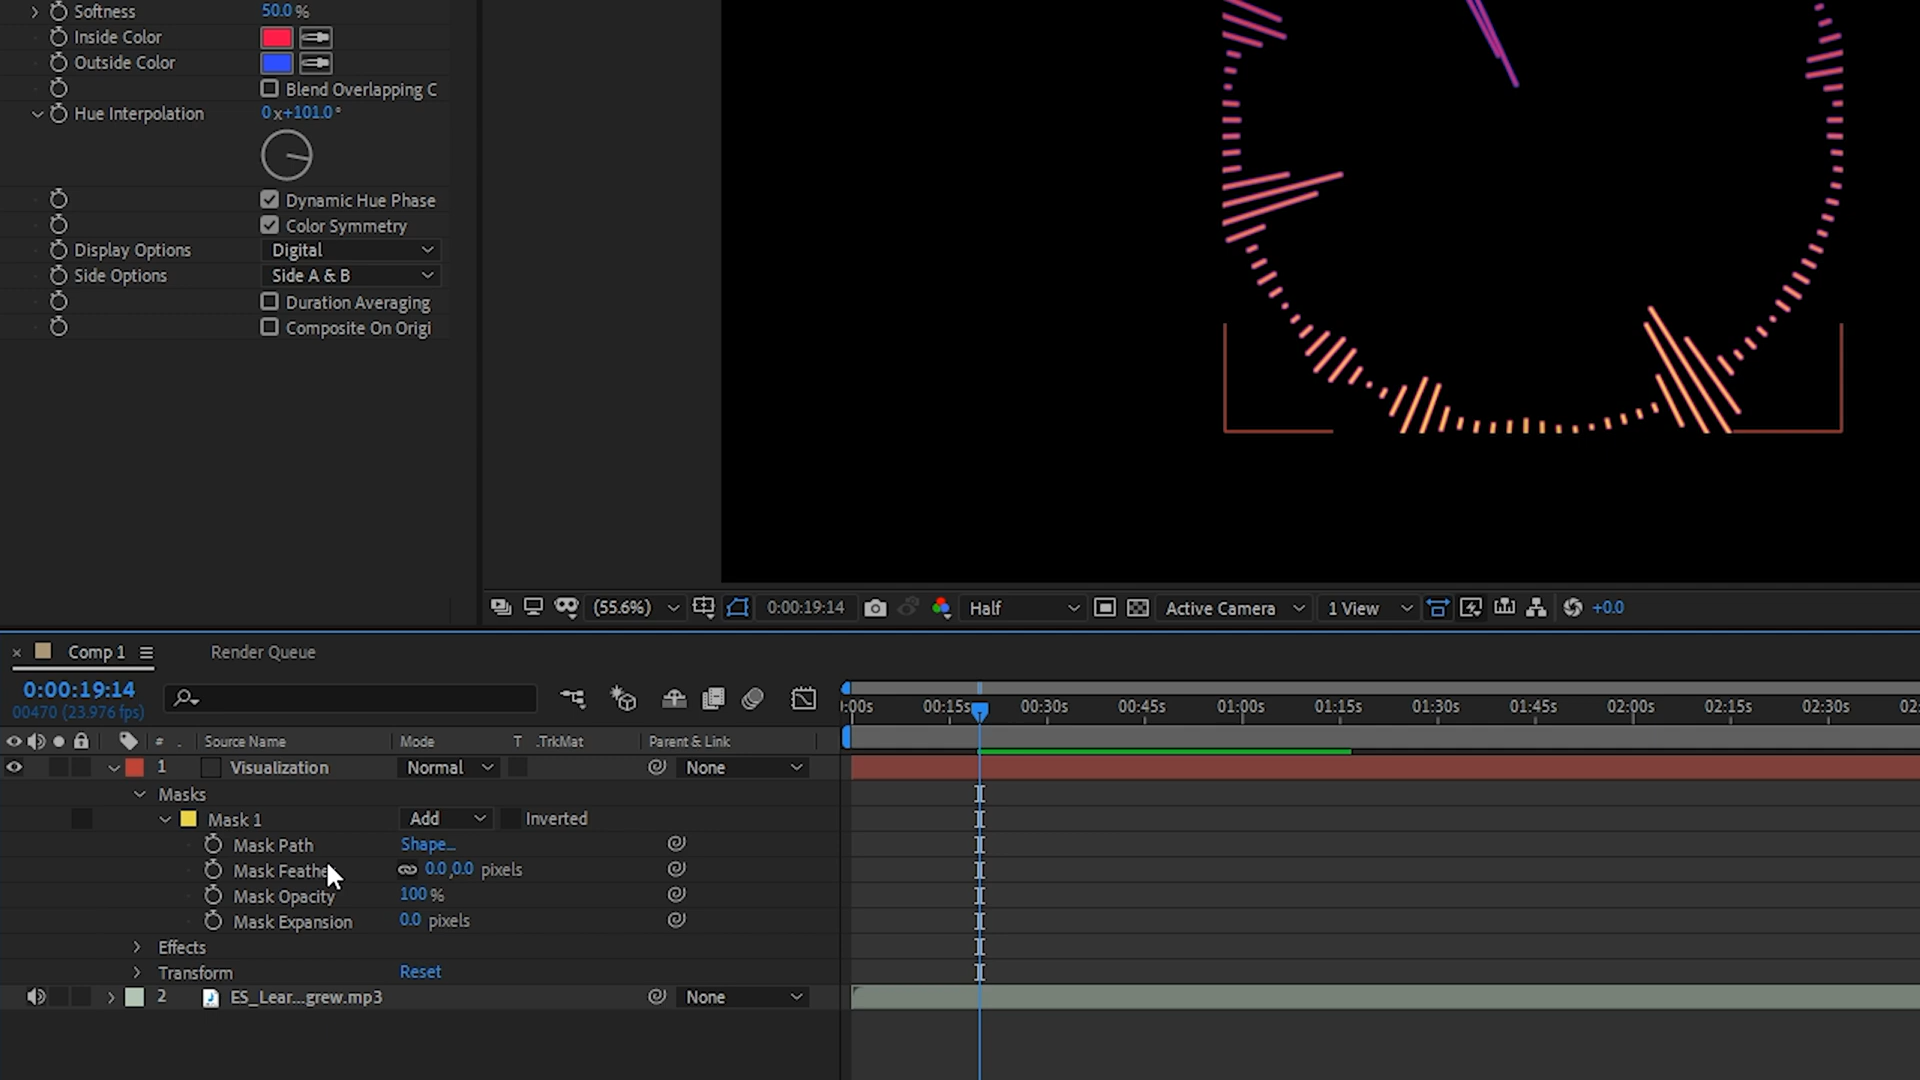 Softness 50.0 %
Inside Color
Outside Color
Blend Overlapping C
Hue Interpolation 0 x+101.0 °
Dynamic Hue Phase
Color Symmetry
Display Options Digital
Side Options Side A & B
Duration Averaging
Composite On Origi
(55.6%) 0:00:19:14 Half Active Camera 1 View +0.0
× Comp 1 Render Queue
0:00:19:14
00470 (23.976 fps)
:00s 00:15s 00:30s 00:45s 01:00s 01:15s 01:30s 01:45s 02:00s 02:15s 02:30s 02:
# . Source Name Mode T .TrkMat Parent & Link
1 Visualization Normal None
Masks
Mask 1 Add Inverted
Mask Path Shape...
Mask Feathe 0.0,0.0 pixels
Mask Opacity 100 %
Mask Expansion 0.0 pixels
Effects
Transform Reset
2 ES_Lear...grew.mp3 None